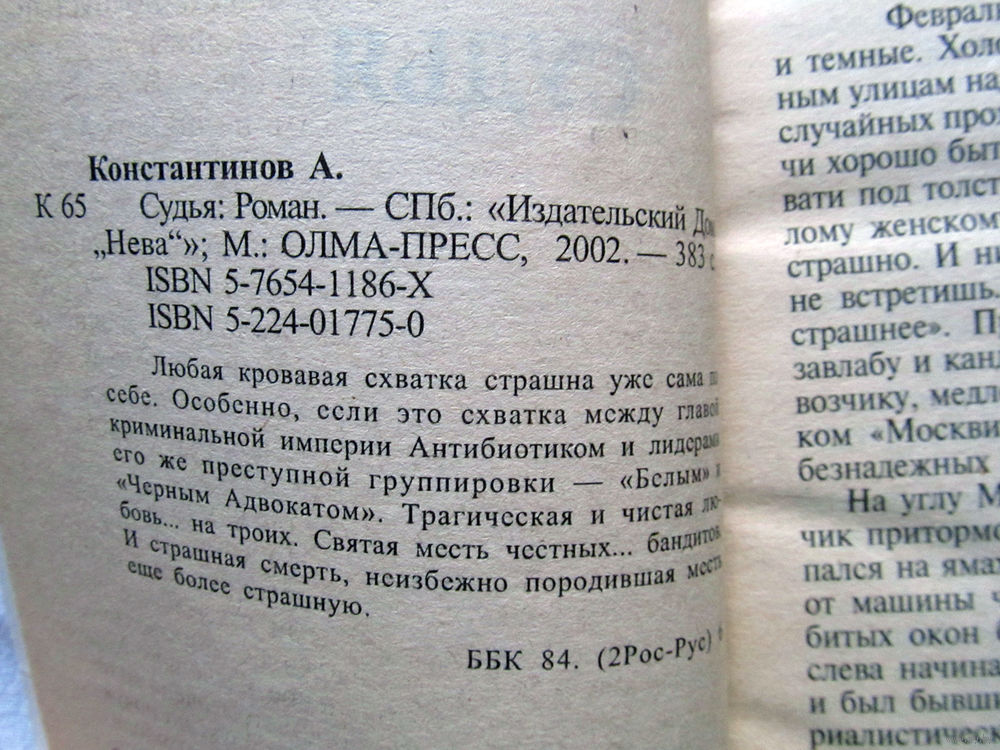 Константинов А.
К 65 Судья: Роман. — СПб.: «Издательский Дом
„Нева“»; М.: ОЛМА-ПРЕСС, 2002. — 383 с
ISBN 5-7654-1186-X
ISBN 5-224-01775-0
Любая кровавая схватка страшна уже сама п
себе. Особенно, если это схватка между главой
криминальной империи Антибиотиком и лидерами
его же преступной группировки — «Белым» и
«Черным Адвокатом». Трагическая и чистая лю-
бовь... на троих. Святая месть честных... бандитов
И страшная смерть, неизбежно породившая месть
еще более страшную.
ББК 84. (2Рос-Рус)
Феврал
и темные. Холо
ным улицам на
случайных про
чи хорошо быт
вати под толст
лому женском
страшно. И ни
не встретишь
страшнее». П
завлабу и кан
возчику, медл
ком «Москви
безнадежных
На углу М
чик притормо
пался на ямах
от машины ч
битых окон
слева начина
и был бывши
риалистическ